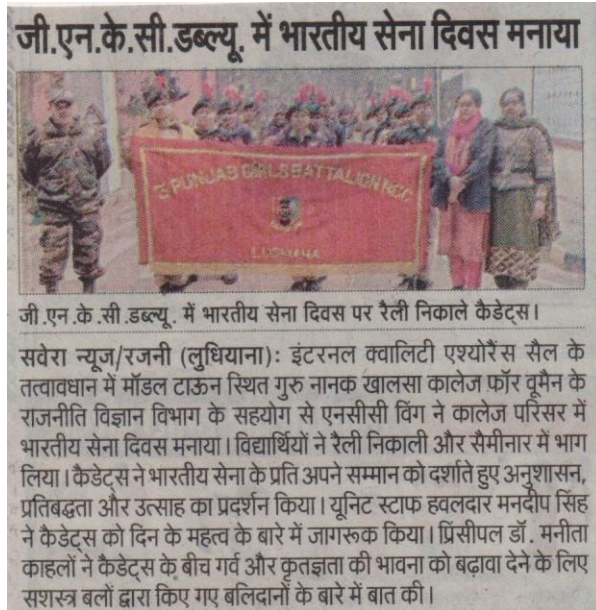 जी.एन.के.सी.डब्ल्यू. में भारतीय सेना दिवस मनाया
3 PUNJAB GIRLS BATTALION NCC
LUDHIANA
जी.एन.के.सी.डब्ल्यू. में भारतीय सेना दिवस पर रैली निकाले कैडेट्स।
सवेरा न्यूज/रजनी (लुधियाना): इंटरनल क्वालिटी एश्योरैंस सैल के
तत्वावधान में मॉडल टाऊन स्थित गुरु नानक खालसा कालेज फ़ॉर वूमैन के
राजनीति विज्ञान विभाग के सहयोग से एनसीसी विंग ने कालेज परिसर में
भारतीय सेना दिवस मनाया। विद्यार्थियों ने रैली निकाली और सैमीनार में भाग
लिया। कैडेट्स ने भारतीय सेना के प्रति अपने सम्मान को दर्शाते हुए अनुशासन,
प्रतिबद्धता और उत्साह का प्रदर्शन किया। यूनिट स्टाफ हवलदार मनदीप सिंह
ने कैडेट्स को दिन के महत्व के बारे में जागरूक किया। प्रिंसीपल डॉ. मनीता
काहलों ने कैडेट्स के बीच गर्व और कृतज्ञता की भावना को बढ़ावा देने के लिए
सशस्त्र बलों द्वारा किए गए बलिदानों के बारे में बात की।